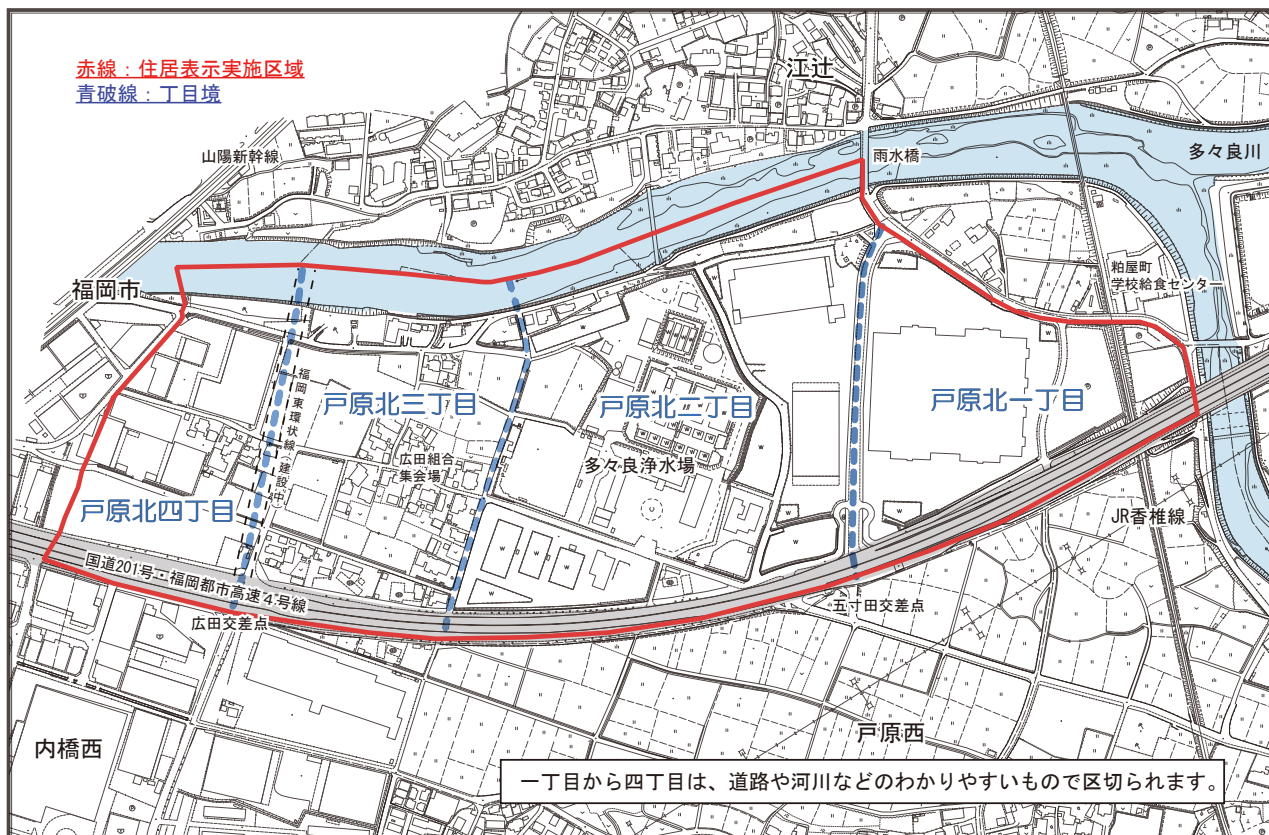 赤線：住居表示実施区域
青破線：丁目境
江辻
山陽新幹線
雨水橋
多々良川
福岡市
粕屋町
学校給食センター
福岡東環状線（建設中）
戸原北三丁目
戸原北二丁目
戸原北一丁目
広田組合
集会場
多々良浄水場
戸原北四丁目
JR香椎線
国道201号・福岡都市高速４号線
広田交差点
五寸田交差点
内橋西
戸原西
一丁目から四丁目は、道路や河川などのわかりやすいもので区切られます。